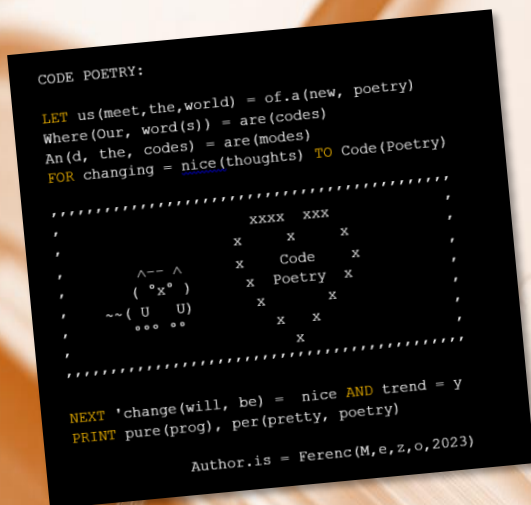 CODE POETRY:
LET us(meet,the,world) = of.a(new, poetry)
Where(Our, word(s)) = are(codes)
An(d, the, codes) = are(modes)
FOR changing = nice(thoughts) TO Code(Poetry)
,,,,,,,,,,,,,,,,,,,,,,,,,,,,,,,,,,,,,,,,,,,,
, xxxx xxx ,
, x x x ,
, ^-- ^ x Code x ,
, ( °x° ) x Poetry x ,
, ~~( U U) x x ,
, °°° °° x x ,
, x ,
,,,,,,,,,,,,,,,,,,,,,,,,,,,,,,,,,,,,,,,,,,,,
NEXT 'change(will, be) = nice AND trend = y
PRINT pure(prog), per(pretty, poetry)
Author.is = Ferenc(M,e,z,o,2023)